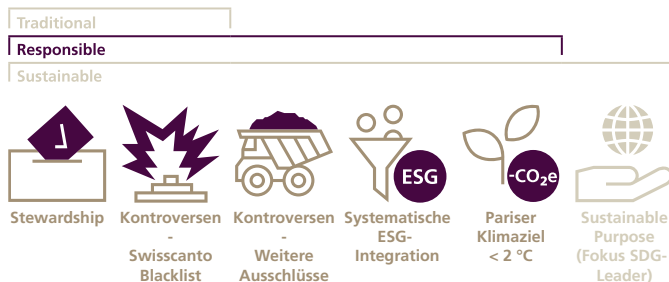 Traditional
Responsible
Sustainable
ESG
-CO₂e
Stewardship
Kontroversen
-
Swisscanto
Blacklist
Kontroversen
-
Weitere
Ausschlüsse
Systematische
ESG-
Integration
Pariser
Klimaziel
< 2 °C
Sustainable
Purpose
(Fokus SDG-
Leader)